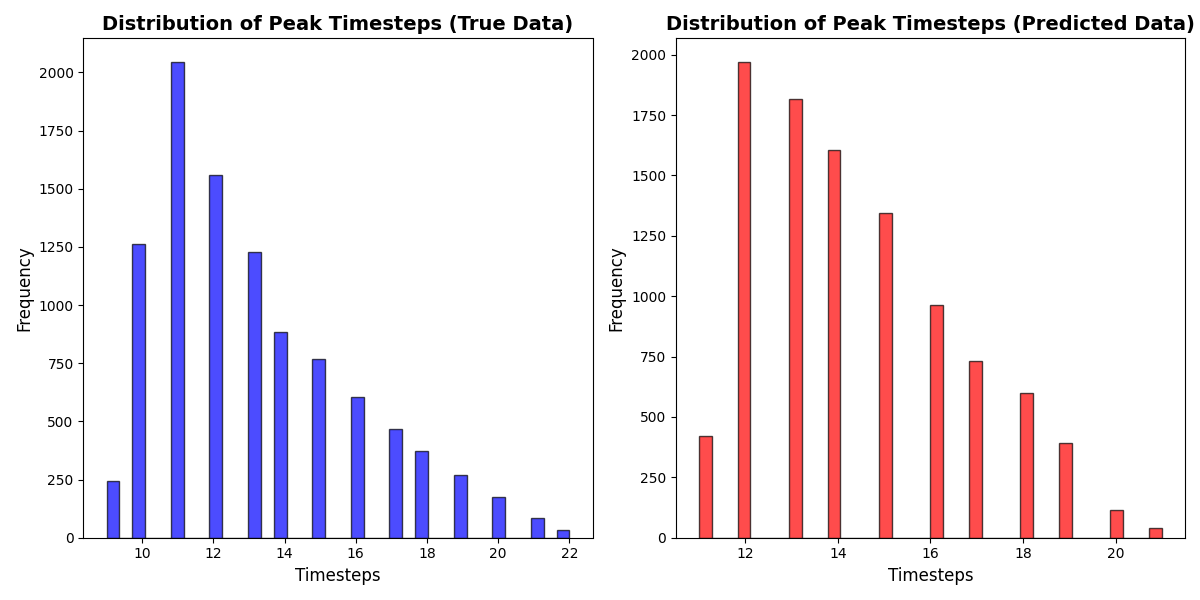 Distribution of Peak Timesteps (True Data)
2000
1750
1500
1250
1000
750
500
250
0
Frequency
10 12 14 16 18 20 22
Timesteps
Distribution of Peak Timesteps (Predicted Data)
2000
1750
1500
1250
1000
750
500
250
0
Frequency
12 14 16 18 20
Timesteps